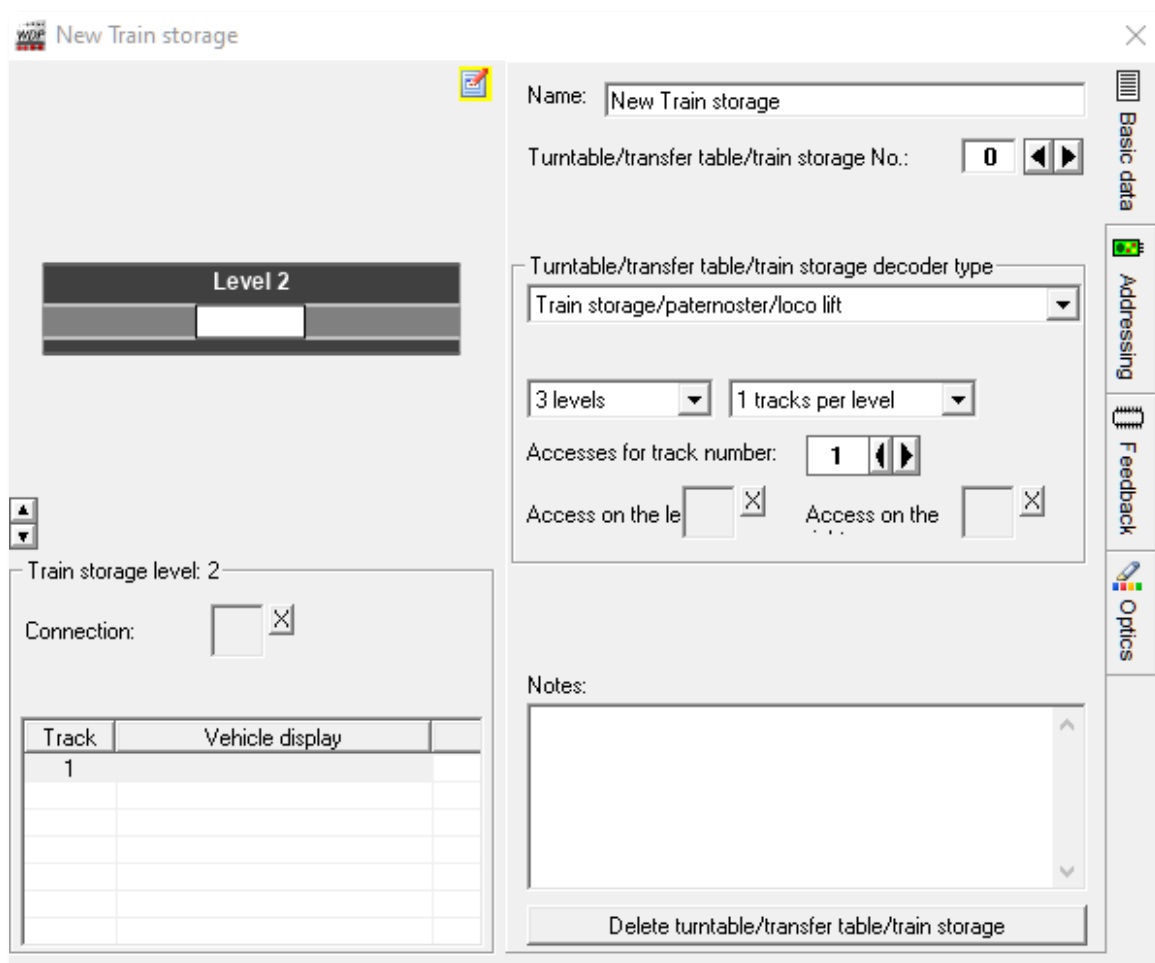 WDP New Train storage
Level 2
Train storage level: 2
Connection:
X
Track Vehicle display
1
Name: New Train storage
Turntable/transfer table/train storage No.: 0
Turntable/transfer table/train storage decoder type
Train storage/paternoster/loco lift
3 levels 1 tracks per level
Accesses for track number: 1
Access on the le X Access on the X
Notes:
Delete turntable/transfer table/train storage
Basic data
Addressing
Feedback
Optics